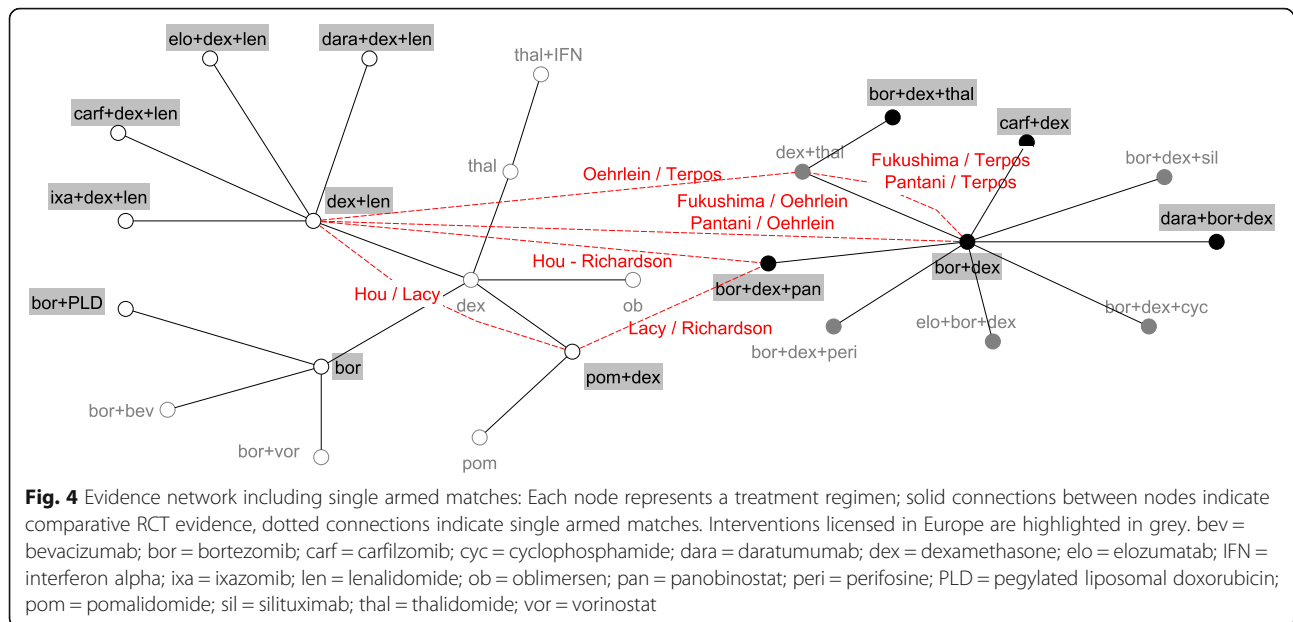 elo+dex+len
dara+dex+len
thal+IFN
carf+dex+len
bor+dex+thal
carf+dex
thal
dex+thal
Fukushima / Terpos
Pantani / Terpos
bor+dex+sil
Oehrlein / Terpos
ixa+dex+len
dex+len
Fukushima / Oehrlein
Pantani / Oehrlein
dara+bor+dex
Hou - Richardson
bor+dex
bor+PLD
Hou / Lacy
dex
ob
bor+dex+pan
bor+dex+cyc
Lacy / Richardson
elo+bor+dex
bor+dex+peri
bor
pom+dex
bor+bev
bor+vor
pom
Fig. 4 Evidence network including single armed matches: Each node represents a treatment regimen; solid connections between nodes indicate
comparative RCT evidence, dotted connections indicate single armed matches. Interventions licensed in Europe are highlighted in grey. bev =
bevacizumab; bor = bortezomib; carf = carfilzomib; cyc = cyclophosphamide; dara = daratumumab; dex = dexamethasone; elo = elozumatab; IFN =
interferon alpha; ixa = ixazomib; len = lenalidomide; ob = oblimersen; pan = panobinostat; peri = perifosine; PLD = pegylated liposomal doxorubicin;
pom = pomalidomide; sil = silituximab; thal = thalidomide; vor = vorinostat